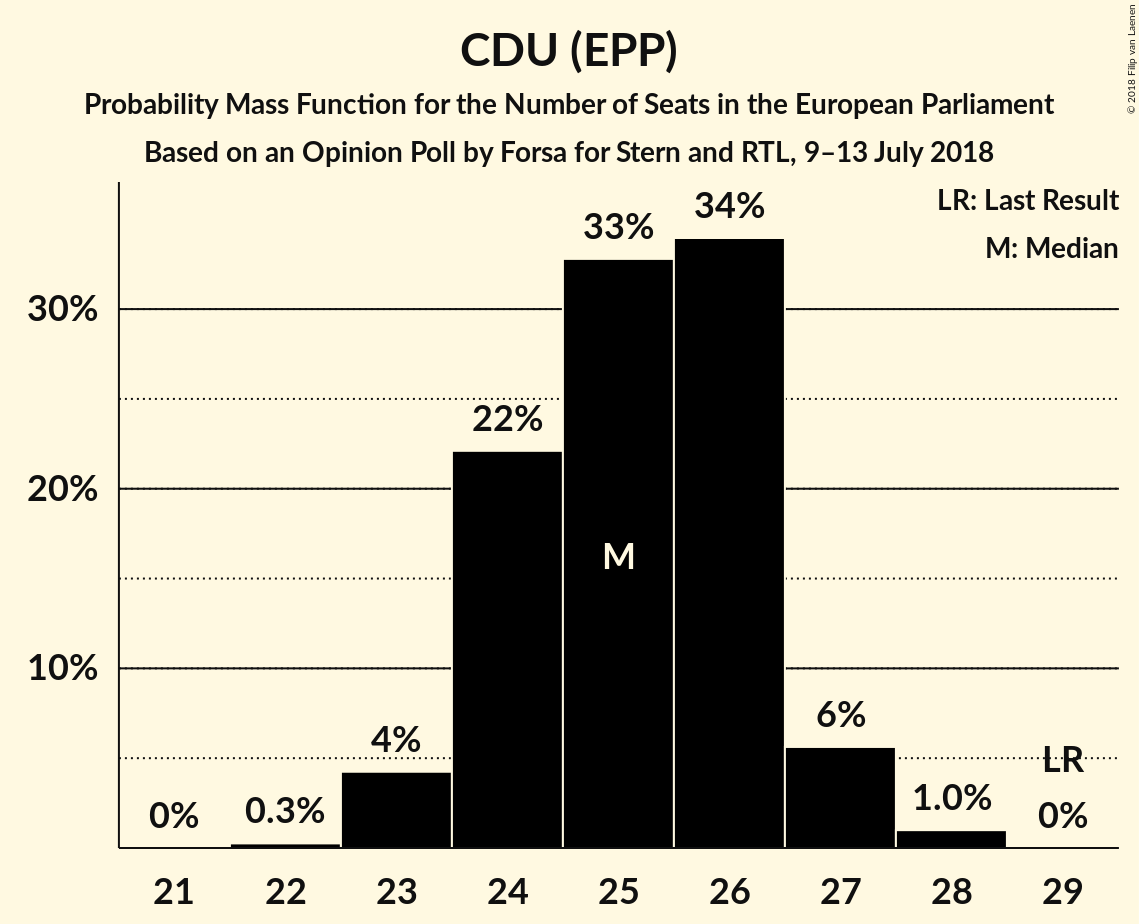 CDU (EPP)
Probability Mass Function for the Number of Seats in the European Parliament
Based on an Opinion Poll by Forsa for Stern and RTL, 9–13 July 2018
© 2018 Filip van Laenen
LR: Last Result
M: Median
30%
20%
10%
0%
0.3%
4%
22%
33%
34%
6%
1.0%
0%
M
LR
21 22 23 24 25 26 27 28 29